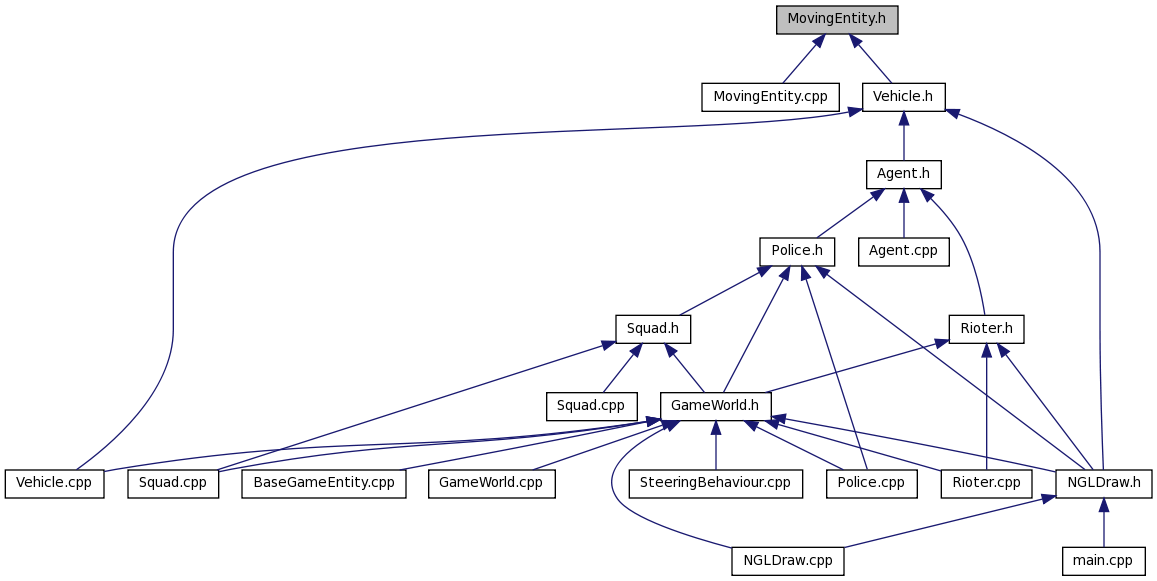 MovingEntity.h
MovingEntity.cpp
Vehicle.h
Agent.h
Police.h
Agent.cpp
Squad.h
Rioter.h
Squad.cpp
GameWorld.h
Vehicle.cpp
Squad.cpp
BaseGameEntity.cpp
GameWorld.cpp
SteeringBehaviour.cpp
Police.cpp
Rioter.cpp
NGLDraw.h
NGLDraw.cpp
main.cpp